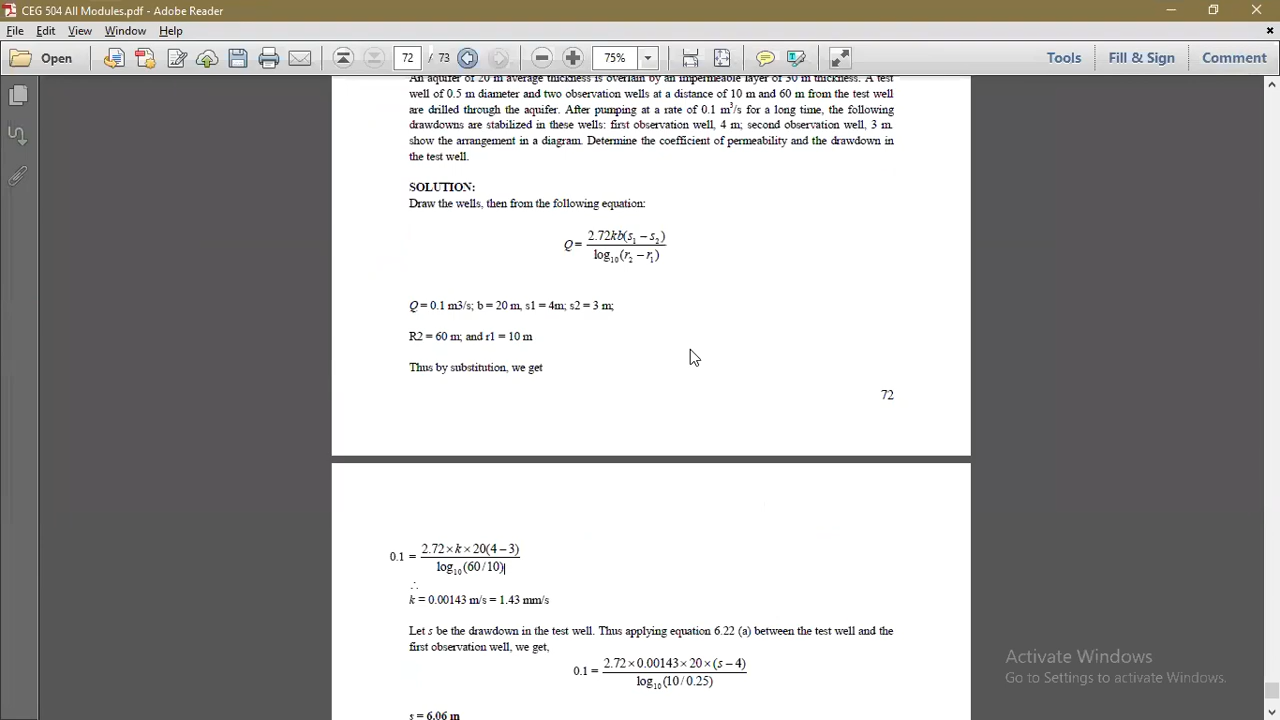 CEG 504 All Modules.pdf - Adobe Reader
File Edit View Window Help
Open 72 / 73 75% Tools Fill & Sign Comment
An aquifer of 20 m average thickness is overlain by an impermeable layer of 30 m thickness. A test
well of 0.5 m diameter and two observation wells at a distance of 10 m and 60 m from the test well
are drilled through the aquifer. After pumping at a rate of 0.1 m³/s for a long time, the following
drawdowns are stabilized in these wells: first observation well, 4 m; second observation well, 3 m.
show the arrangement in a diagram. Determine the coefficient of permeability and the drawdown in
the test well.
SOLUTION:
Draw the wells, then from the following equation:
Q = 2.72kb(s₁ − s₂)
log₁₀(r₂ − r₁)
Q = 0.1 m3/s; b = 20 m, s1 = 4m; s2 = 3 m;
R2 = 60 m; and r1 = 10 m
Thus by substitution, we get
72
0.1 = 2.72×k×20(4−3)
log₁₀(60/10)
∴
k = 0.00143 m/s = 1.43 mm/s
Let s be the drawdown in the test well. Thus applying equation 6.22 (a) between the test well and the
first observation well, we get,
0.1 = 2.72×0.00143×20×(s−4)
log₁₀(10/0.25)
s = 6.06 m
Activate Windows
Go to Settings to activate Windows.